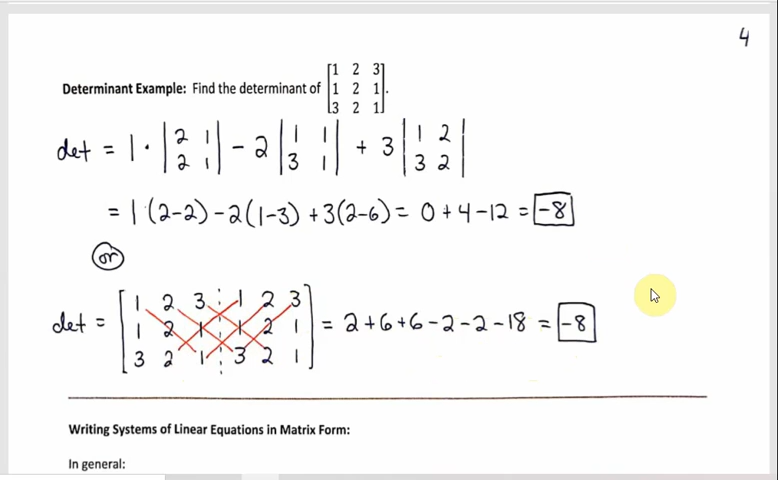 4
Determinant Example: Find the determinant of [1 2 3
1 2 1
3 2 1].
det = 1 · |2 1
2 1| - 2 |1 1
3 1| + 3 |1 2
3 2|
= 1 (2-2) - 2(1-3) + 3(2-6) = 0 + 4 - 12 = -8
or
det = [1 2 3 1 2 3
1 2 1 1 2 1
3 2 1 3 2 1] = 2 + 6 + 6 - 2 - 2 - 18 = -8
Writing Systems of Linear Equations in Matrix Form:
In general: